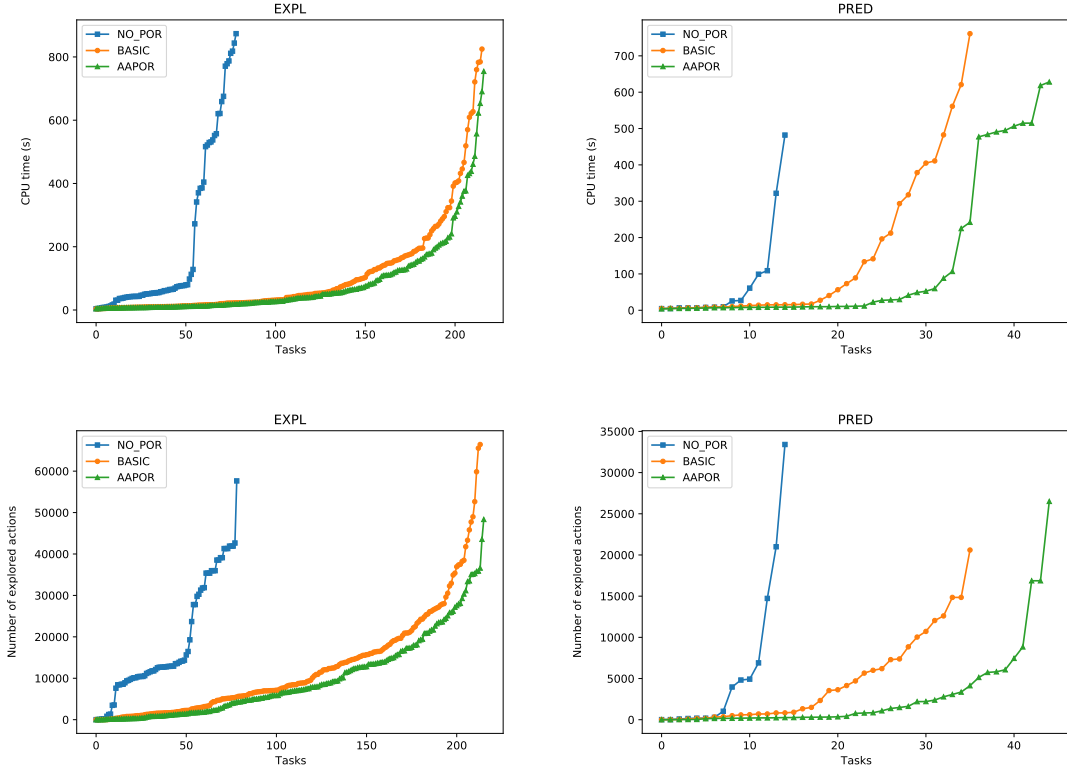 EXPL
CPU time (s)
800
600
400
200
0
NO_POR
BASIC
AAPOR
0 50 100 150 200
Tasks
PRED
CPU time (s)
700
600
500
400
300
200
100
0
NO_POR
BASIC
AAPOR
0 10 20 30 40
Tasks
EXPL
Number of explored actions
60000
50000
40000
30000
20000
10000
0
NO_POR
BASIC
AAPOR
0 50 100 150 200
Tasks
PRED
Number of explored actions
35000
30000
25000
20000
15000
10000
5000
0
NO_POR
BASIC
AAPOR
0 10 20 30 40
Tasks